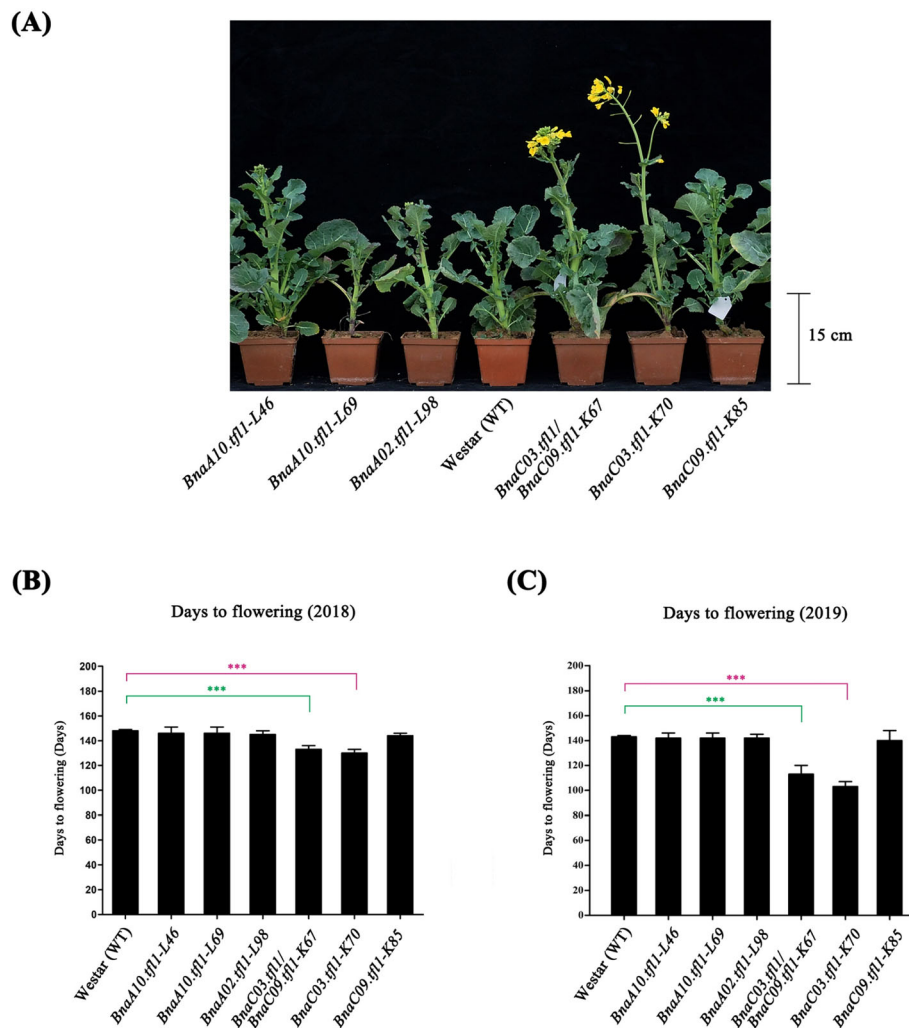 (A)
15 cm
BnaA10.tfl1-L46
BnaA10.tfl1-L69
BnaA02.tfl1-L98
Westar (WT)
BnaC03.tfl1/
BnaC09.tfl1-K67
BnaC03.tfl1-K70
BnaC09.tfl1-K85
(B)
Days to flowering (2018)
Days to flowering (Days)
200
180
160
140
120
100
80
60
40
20
0
***
***
Westar (WT)
BnaA10.tfl1-L46
BnaA10.tfl1-L69
BnaA02.tfl1-L98
BnaC03.tfl1/
BnaC09.tfl1-K67
BnaC03.tfl1-K70
BnaC09.tfl1-K85
(C)
Days to flowering (2019)
Days to flowering (Days)
200
180
160
140
120
100
80
60
40
20
0
***
***
Westar (WT)
BnaA10.tfl1-L46
BnaA10.tfl1-L69
BnaA02.tfl1-L98
BnaC03.tfl1/
BnaC09.tfl1-K67
BnaC03.tfl1-K70
BnaC09.tfl1-K85